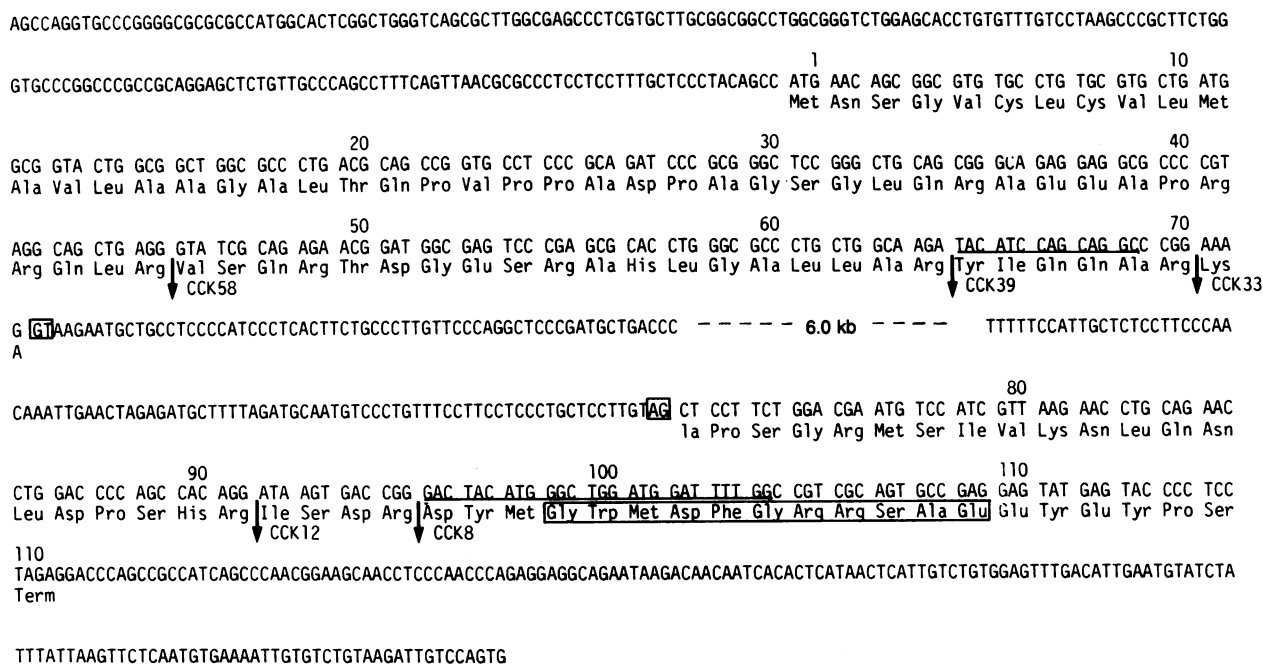 AGCCAGGTGCCCGGGGCGCGCGCCATGGCACTCGGCTGGGTCAGCGCTTGGCGAGCCCTCGTGCTTGCGGCGGCCTGGCGGGTCTGGAGCACCTGTGTTTGTCCTAAGCCCGCTTCTGG
1 10
GTGCCCGGCCCGCCGCAGGAGCTCTGTTGCCCAGCCTTTCAGTTAACGCGCCCTCCTCCTTTGCTCCCTACAGCC ATG AAC AGC GGC GTG TGC CTG TGC GTG CTG ATG
Met Asn Ser Gly Val Cys Leu Cys Val Leu Met
20 30 40
GCG GTA CTG GCG GCT GGC GCC CTG ACG CAG CCG GTG CCT CCC GCA GAT CCC GCG GGC TCC GGG CTG CAG CGG GCA GAG GAG GCG CCC CGT
Ala Val Leu Ala Ala Gly Ala Leu Thr Gln Pro Val Pro Pro Ala Asp Pro Ala Gly Ser Gly Leu Gln Arg Ala Glu Glu Ala Pro Arg
50 60 70
AGG CAG CTG AGG GTA TCG CAG AGA ACG GAT GGC GAG TCC CGA GCG CAC CTG GGC GCC CTG CTG GCA AGA TAC ATC CAG CAG GCC CGG AAA
Arg Gln Leu Arg Val Ser Gln Arg Thr Asp Gly Glu Ser Arg Ala His Leu Gly Ala Leu Leu Ala Arg Tyr Ile Gln Gln Ala Arg Lys
CCK58 CCK39 CCK33
G GTAAGAATGCTGCCTCCCCATCCCTCACTTCTGCCCTTGTTCCCAGGCTCCCGATGCTGACCC ---- 6.0 kb ---- TTTTTCCATTGCTCTCCTTCCCAA
A
80
CAAATTGAACTAGAGATGCTTTTAGATGCAATGTCCCTGTTTCCTTCCTCCCTGCTCCTTGTAG CT CCT TCT GGA CGA ATG TCC ATC GTT AAG AAC CTG CAG AAC
la Pro Ser Gly Arg Met Ser Ile Val Lys Asn Leu Gln Asn
90 100 110
CTG GAC CCC AGC CAC AGG ATA AGT GAC CGG GACT TAC ATG GGC TGG ATG GAT TTT GGC CGT CGC AGT GCC GAG GAG TAT GAG TAC CCC TCC
Leu Asp Pro Ser His Arg Ile Ser Asp Arg Asp Tyr Met Gly Trp Met Asp Phe Gly Arg Arg Ser Ala Glu Glu Tyr Glu Tyr Pro Ser
CCK12 CCK8
110
TAGAGGACCCAGCCGCCATCAGCCCAACGGAAGCAACCTCCCAACCCAGAGGAGGCAGAATAAGACAACAATCACACTCATAACTCATTGTCTGTGGAGTTTGACATTGAATGTATCTA
Term
TTTATTAAGTTCTCAATGTGAAAATTGTGTCTGTAAGATTGTCCAGTG